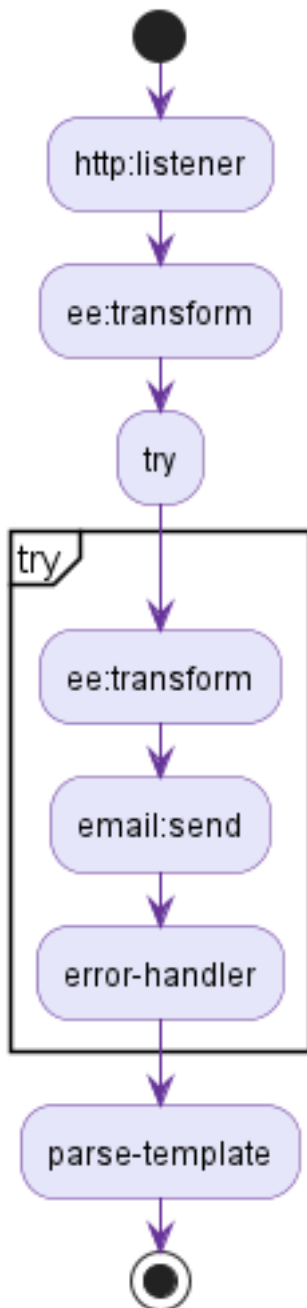 http:listener
ee:transform
try
try
ee:transform
email:send
error-handler
parse-template